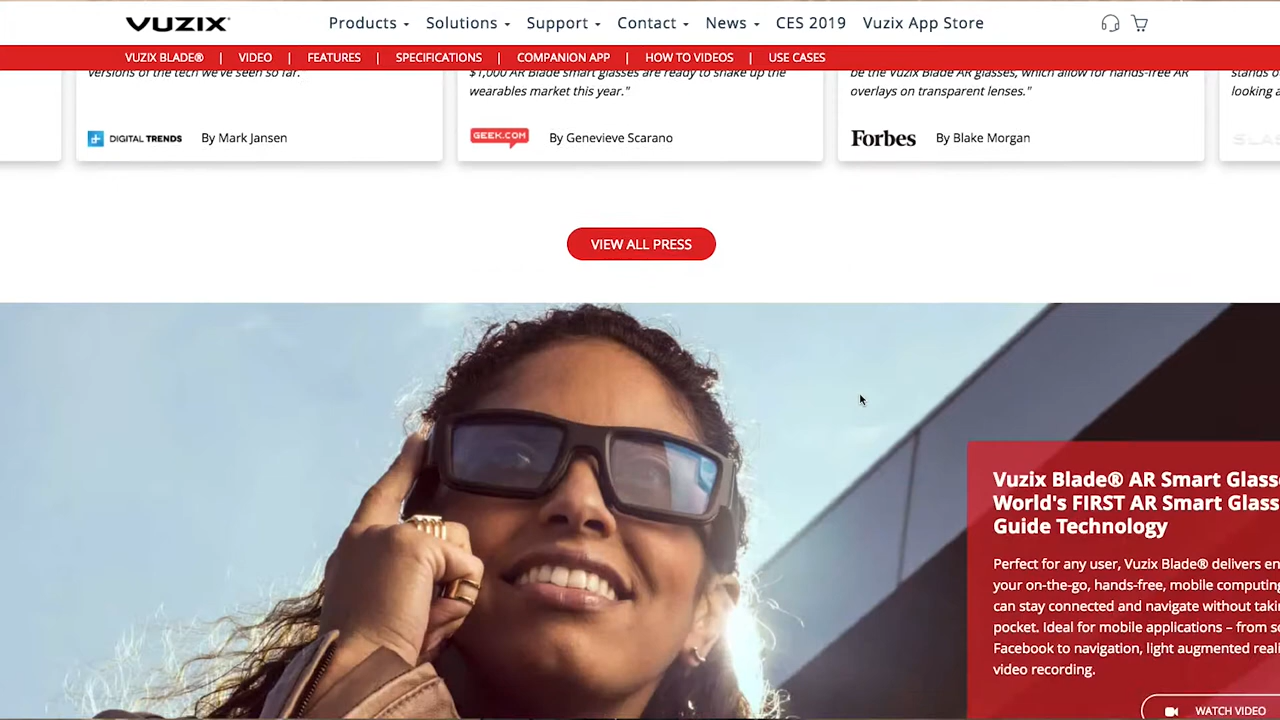 VUZIX
Products Solutions Support Contact News CES 2019 Vuzix App Store
VUZIX BLADE® | VIDEO | FEATURES | SPECIFICATIONS | COMPANION APP | HOW TO VIDEOS | USE CASES
versions of the tech we've seen so far."
DIGITAL TRENDS By Mark Jansen
$1,000 AR Blade smart glasses are ready to shake up the
wearables market this year."
GEEK.COM By Genevieve Scarano
be the Vuzix Blade AR glasses, which allow for hands-free AR
overlays on transparent lenses."
Forbes By Blake Morgan
stands o
looking a
SLAS
VIEW ALL PRESS
Vuzix Blade® AR Smart Glass
World's FIRST AR Smart Glass
Guide Technology
Perfect for any user, Vuzix Blade® delivers en
your on-the-go, hands-free, mobile computing
can stay connected and navigate without taki
pocket. Ideal for mobile applications – from so
Facebook to navigation, light augmented reali
video recording.
WATCH VIDEO